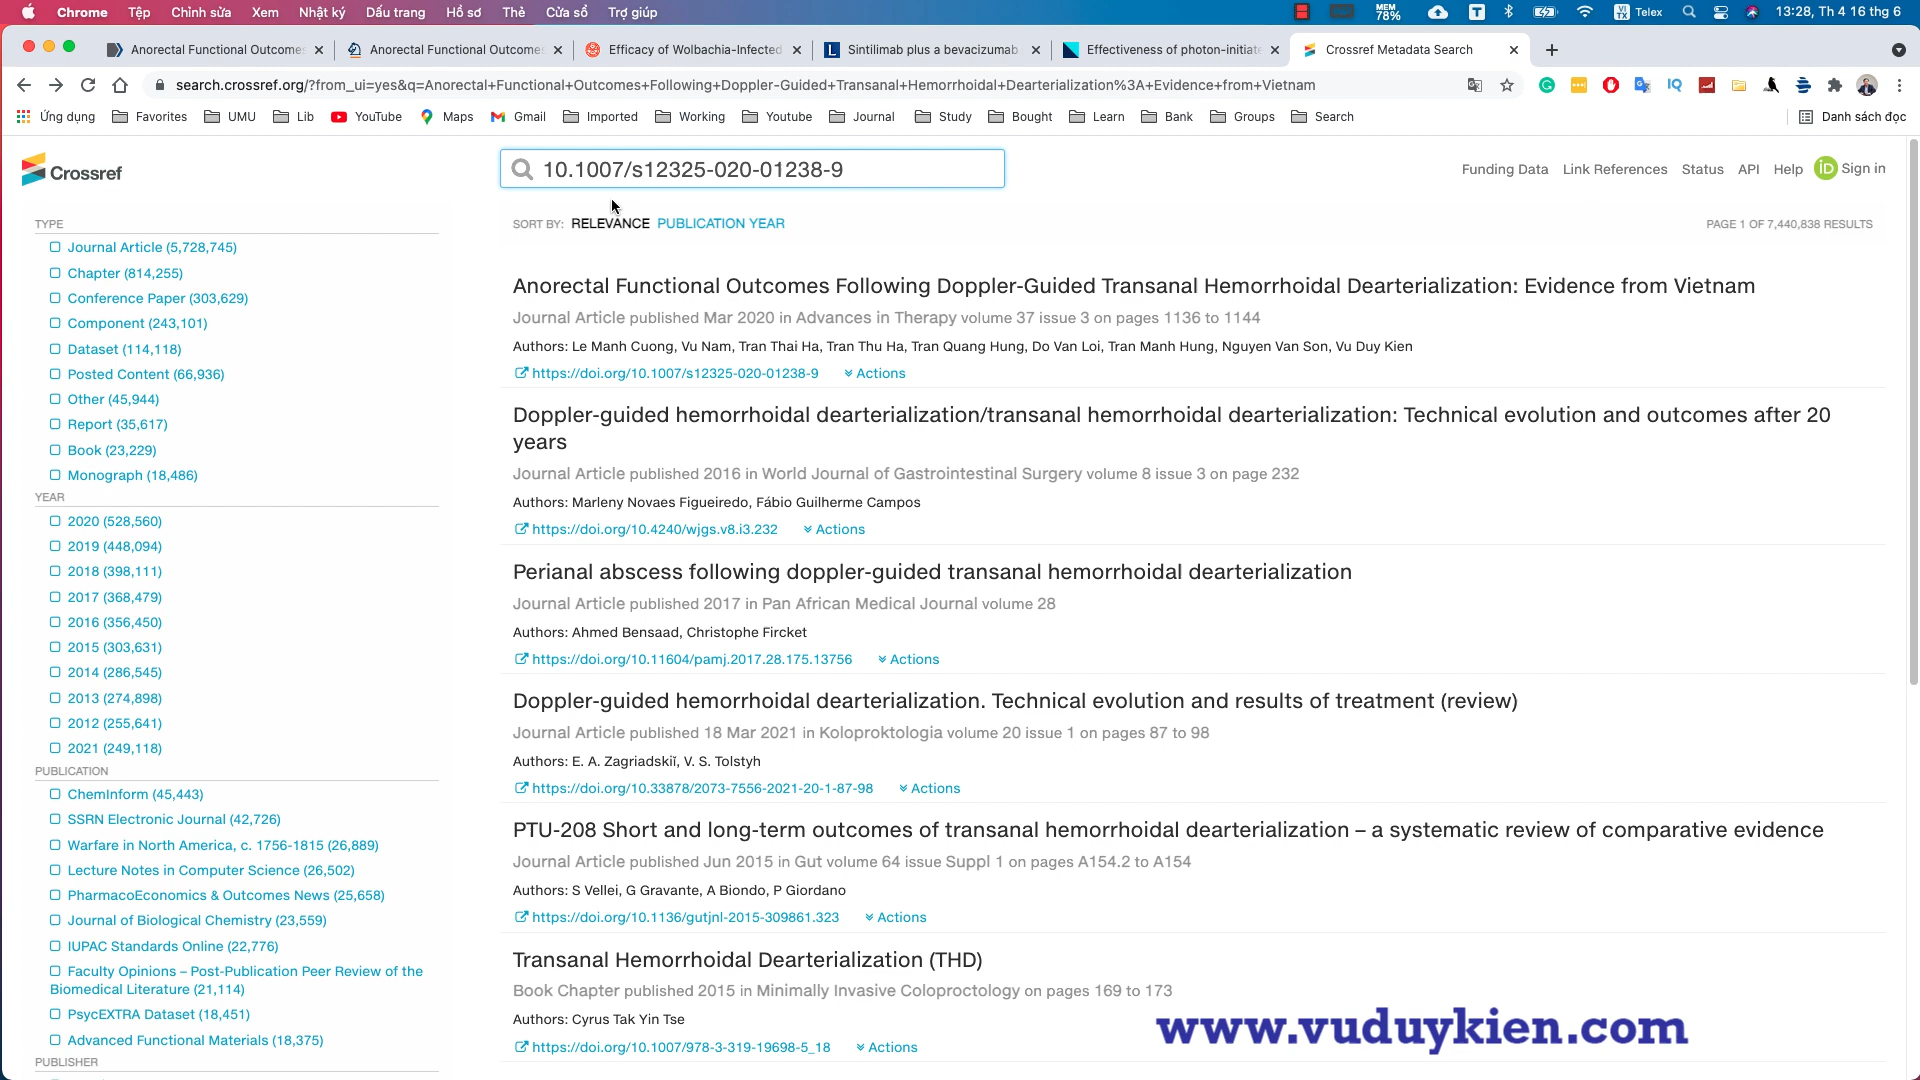 Chrome Tệp Chỉnh sửa Xem Nhật ký Dấu trang Hồ sơ Thẻ Cửa sổ Trợ giúp MEM 78% T VI TX Telex 13:28, Th 4 16 thg 6
Anorectal Functional Outcomes Anorectal Functional Outcomes Efficacy of Wolbachia-Infected Sintilimab plus a bevacizumab Effectiveness of photon-initiate Crossref Metadata Search
search.crossref.org/?from_ui=yes&q=Anorectal+Functional+Outcomes+Following+Doppler-Guided+Transanal+Hemorrhoidal+Dearterialization%3A+Evidence+from+Vietnam
Ứng dụng Favorites UMU Lib YouTube Maps Gmail Imported Working Youtube Journal Study Bought Learn Bank Groups Search Danh sách đọc
Crossref
10.1007/s12325-020-01238-9
Funding Data Link References Status API Help iD Sign in
SORT BY: RELEVANCE PUBLICATION YEAR
PAGE 1 OF 7,440,838 RESULTS
TYPE
Journal Article (5,728,745)
Chapter (814,255)
Conference Paper (303,629)
Component (243,101)
Dataset (114,118)
Posted Content (66,936)
Other (45,944)
Report (35,617)
Book (23,229)
Monograph (18,486)
YEAR
2020 (528,560)
2019 (448,094)
2018 (398,111)
2017 (368,479)
2016 (356,450)
2015 (303,631)
2014 (286,545)
2013 (274,898)
2012 (255,641)
2021 (249,118)
PUBLICATION
ChemInform (45,443)
SSRN Electronic Journal (42,726)
Warfare in North America, c. 1756-1815 (26,889)
Lecture Notes in Computer Science (26,502)
PharmacoEconomics & Outcomes News (25,658)
Journal of Biological Chemistry (23,559)
IUPAC Standards Online (22,776)
Faculty Opinions – Post-Publication Peer Review of the
Biomedical Literature (21,114)
PsycEXTRA Dataset (18,451)
Advanced Functional Materials (18,375)
PUBLISHER
Anorectal Functional Outcomes Following Doppler-Guided Transanal Hemorrhoidal Dearterialization: Evidence from Vietnam
Journal Article published Mar 2020 in Advances in Therapy volume 37 issue 3 on pages 1136 to 1144
Authors: Le Manh Cuong, Vu Nam, Tran Thai Ha, Tran Thu Ha, Tran Quang Hung, Do Van Loi, Tran Manh Hung, Nguyen Van Son, Vu Duy Kien
https://doi.org/10.1007/s12325-020-01238-9 Actions
Doppler-guided hemorrhoidal dearterialization/transanal hemorrhoidal dearterialization: Technical evolution and outcomes after 20
years
Journal Article published 2016 in World Journal of Gastrointestinal Surgery volume 8 issue 3 on page 232
Authors: Marleny Novaes Figueiredo, Fábio Guilherme Campos
https://doi.org/10.4240/wjgs.v8.i3.232 Actions
Perianal abscess following doppler-guided transanal hemorrhoidal dearterialization
Journal Article published 2017 in Pan African Medical Journal volume 28
Authors: Ahmed Bensaad, Christophe Fircket
https://doi.org/10.11604/pamj.2017.28.175.13756 Actions
Doppler-guided hemorrhoidal dearterialization. Technical evolution and results of treatment (review)
Journal Article published 18 Mar 2021 in Koloproktologia volume 20 issue 1 on pages 87 to 98
Authors: E. A. Zagriadskiĭ, V. S. Tolstyh
https://doi.org/10.33878/2073-7556-2021-20-1-87-98 Actions
PTU-208 Short and long-term outcomes of transanal hemorrhoidal dearterialization – a systematic review of comparative evidence
Journal Article published Jun 2015 in Gut volume 64 issue Suppl 1 on pages A154.2 to A154
Authors: S Vellei, G Gravante, A Biondo, P Giordano
https://doi.org/10.1136/gutjnl-2015-309861.323 Actions
Transanal Hemorrhoidal Dearterialization (THD)
Book Chapter published 2015 in Minimally Invasive Coloproctology on pages 169 to 173
Authors: Cyrus Tak Yin Tse
https://doi.org/10.1007/978-3-319-19698-5_18 Actions
www.vuduykien.com